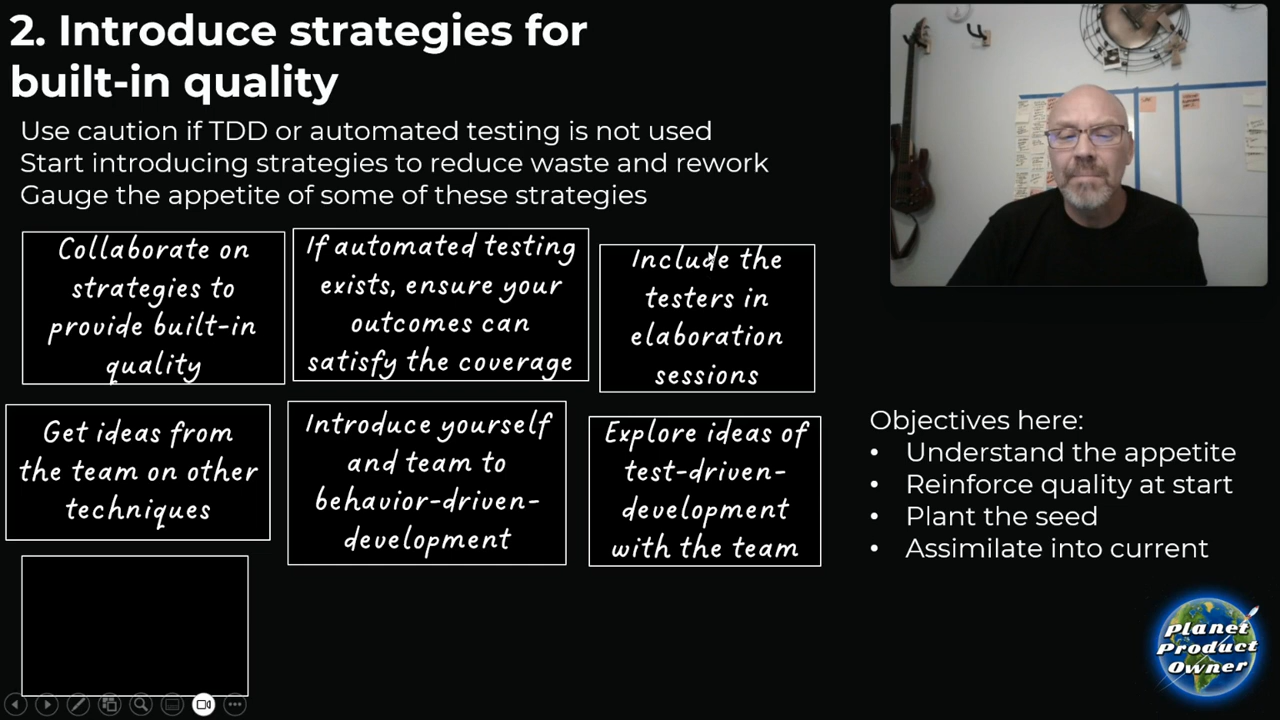 2. Introduce strategies for
built-in quality
Use caution if TDD or automated testing is not used
Start introducing strategies to reduce waste and rework
Gauge the appetite of some of these strategies
Collaborate on
strategies to
provide built-in
quality
If automated testing
exists, ensure your
outcomes can
satisfy the coverage
Include the
testers in
elaboration
sessions
Get ideas from
the team on other
techniques
Introduce yourself
and team to
behavior-driven-
development
Explore ideas of
test-driven-
development
with the team
Objectives here:
• Understand the appetite
• Reinforce quality at start
• Plant the seed
• Assimilate into current
Planet
Product
Owner